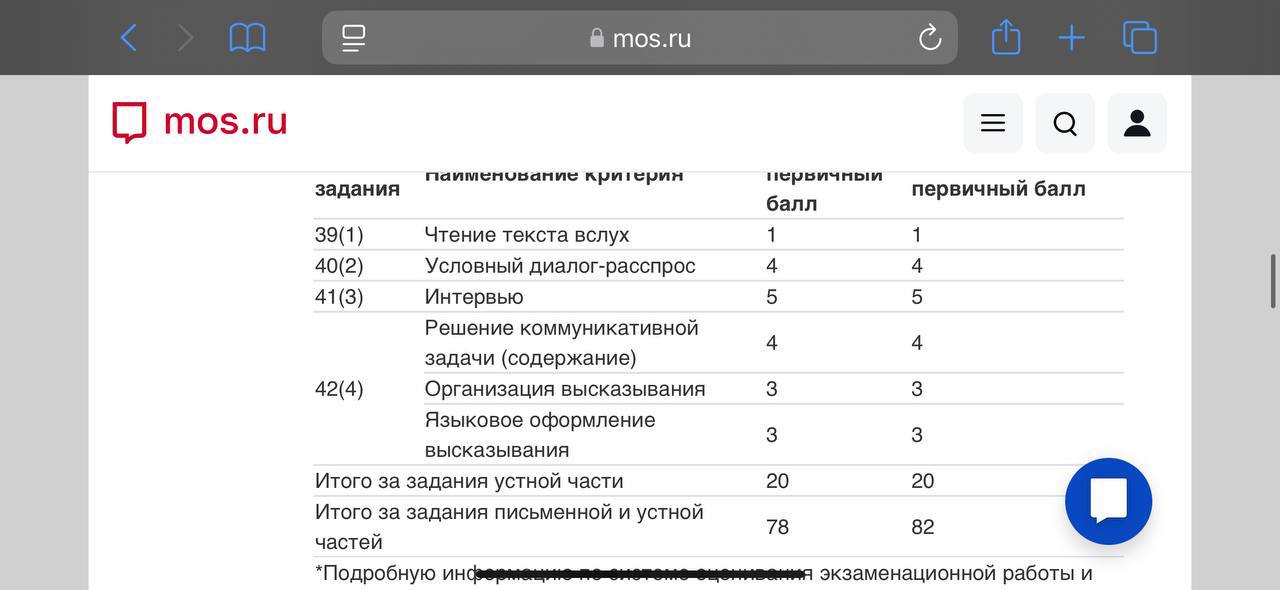 mos.ru
mos.ru
задания Наименование критерия первичный балл первичный балл
39(1) Чтение текста вслух 1 1
40(2) Условный диалог-расспрос 4 4
41(3) Интервью 5 5
Решение коммуникативной
задачи (содержание) 4 4
42(4) Организация высказывания 3 3
Языковое оформление
высказывания 3 3
Итого за задания устной части 20 20
Итого за задания письменной и устной
частей 78 82
*Подробную информацию по системе оценивания экзаменационной работы и